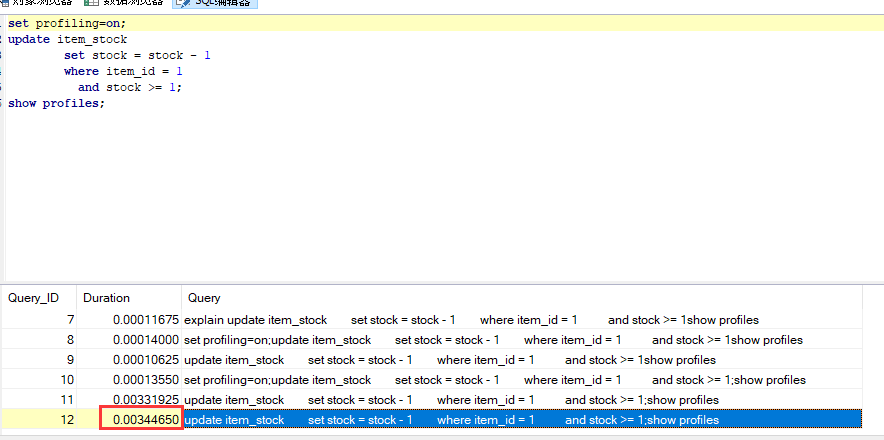 对象浏览器 数据浏览器 SQL编辑器
set profiling=on;
update item_stock
set stock = stock - 1
where item_id = 1
and stock >= 1;
show profiles;
Query_ID Duration Query
7 0.00011675 explain update item_stock set stock = stock - 1 where item_id = 1 and stock >= 1show profiles
8 0.00014000 set profiling=on;update item_stock set stock = stock - 1 where item_id = 1 and stock >= 1show profiles
9 0.00010625 update item_stock set stock = stock - 1 where item_id = 1 and stock >= 1show profiles
10 0.00013550 set profiling=on;update item_stock set stock = stock - 1 where item_id = 1 and stock >= 1;show profiles
11 0.00331925 update item_stock set stock = stock - 1 where item_id = 1 and stock >= 1;show profiles
12 0.00344650 update item_stock set stock = stock - 1 where item_id = 1 and stock >= 1;show profiles